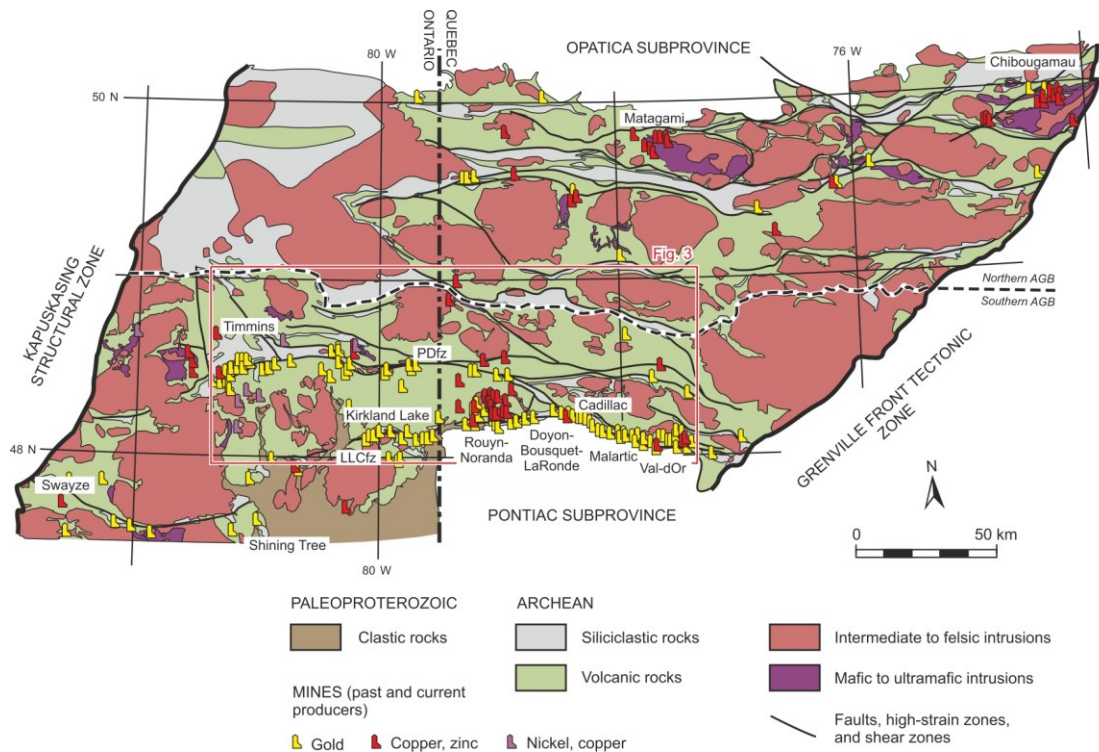 QUEBEC
ONTARIO
80 W
OPATICA SUBPROVINCE
76 W
Chibougamau
50 N
Matagami
Fig. 3
Northern AGB
Southern AGB
KAPUSKASING
STRUCTURAL ZONE
Timmins
PDfz
Kirkland Lake
Cadillac
GRENVILLE FRONT TECTONIC
ZONE
48 N
LLCfz
Rouyn-
Noranda
Doyon-
Bousquet-
LaRonde
Malartic
Val-dOr
Swayze
N
PONTIAC SUBPROVINCE
Shining Tree
80 W
0
50 km
PALEOPROTEROZOIC
Clastic rocks
ARCHEAN
Siliciclastic rocks
Volcanic rocks
Intermediate to felsic intrusions
Mafic to ultramafic intrusions
Faults, high-strain zones,
and shear zones
MINES (past and current
producers)
Gold
Copper, zinc
Nickel, copper